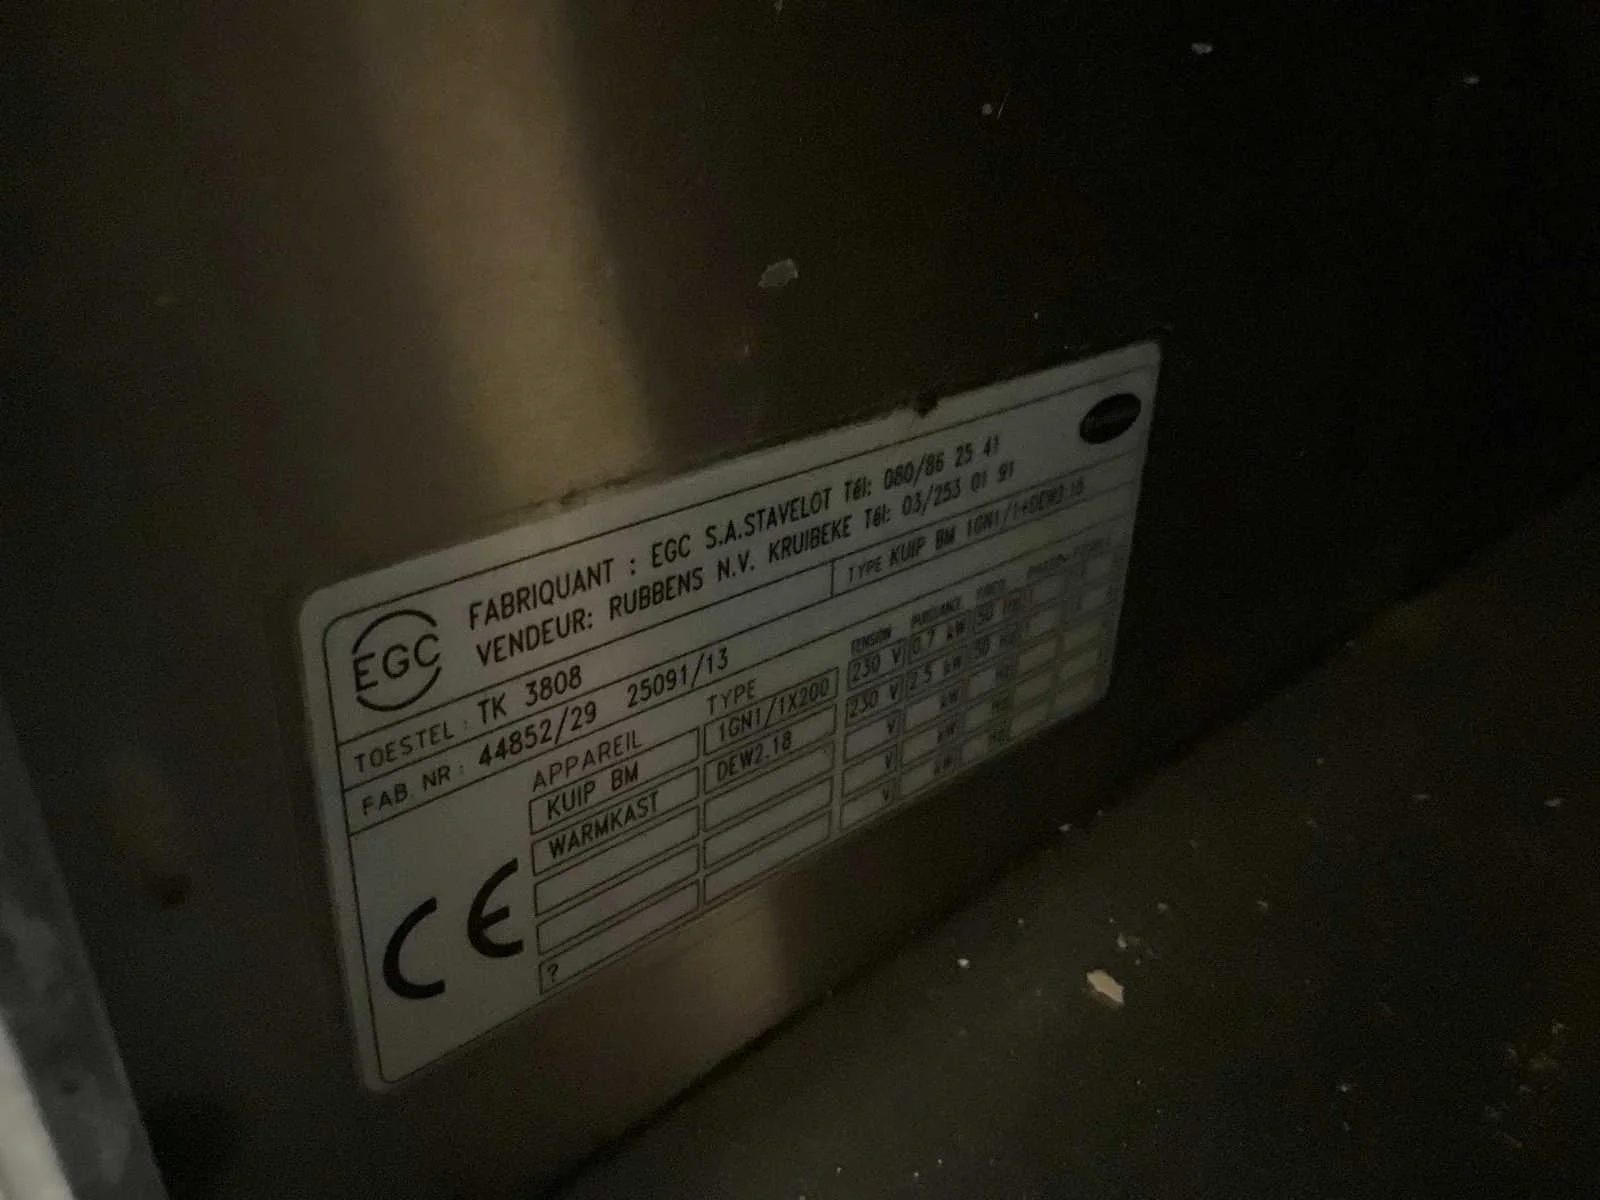 EGC
FABRIQUANT : EGC S.A.STAVELOT Tél: 080/86 25 41
VENDEUR: RUBBENS N.V. KRUIBEKE Tél: 03/253 01 91
TOESTEL : TK 3808 TYPE KUIP BM 1GN1/1+DEW2.18
FAB. NR : 44852/29 25091/13
APPAREIL TYPE TENSION PUISSANCE
KUIP BM 1GN1/1X200 230 V 0.7 kW 50 Hz
WARMKAST DEW2.18 230 V 2.5 kW 50 Hz
V kW Hz
V kW Hz
? V kW Hz
CE